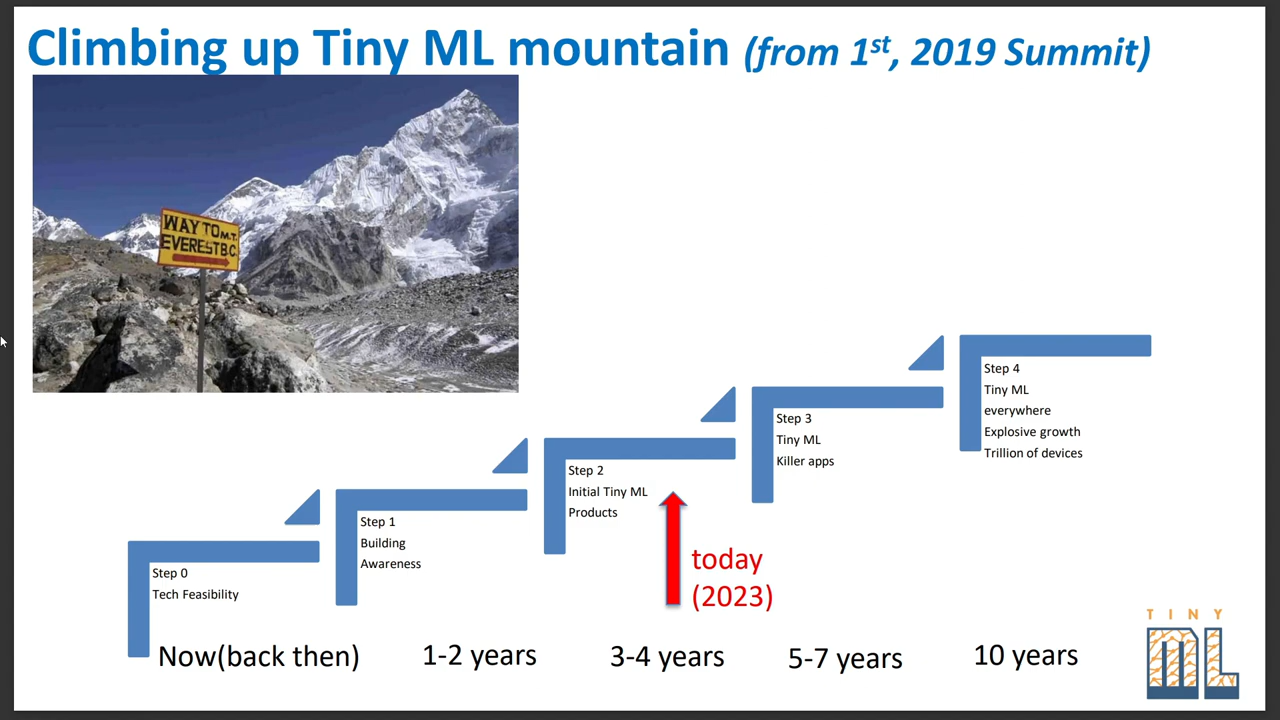 Climbing up Tiny ML mountain (from 1st, 2019 Summit)
WAY TO M.T.
EVEREST B.C.
Step 4
Tiny ML
everywhere
Explosive growth
Trillion of devices
Step 3
Tiny ML
Killer apps
Step 2
Initial Tiny ML
Products
Step 1
Building
Awareness
Step 0
Tech Feasibility
today
(2023)
Now(back then)
1-2 years
3-4 years
5-7 years
10 years
TINY
ML